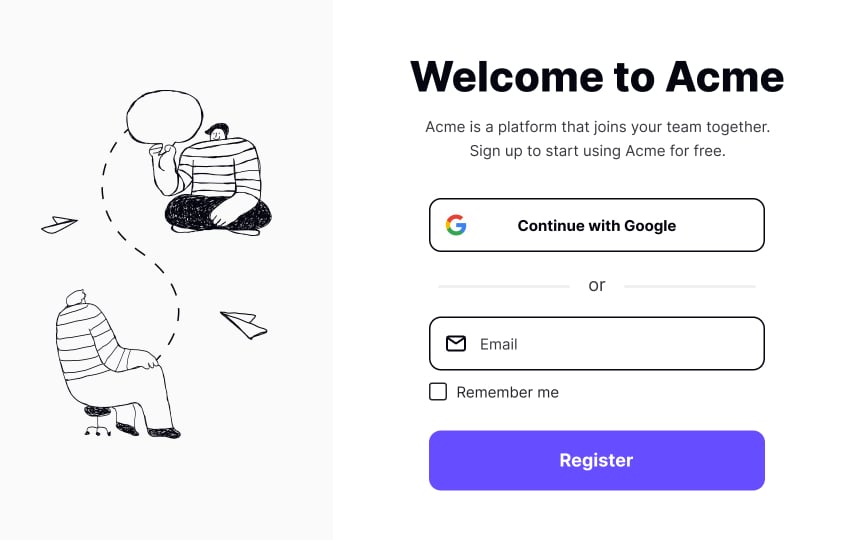 Welcome to Acme
Acme is a platform that joins your team together.
Sign up to start using Acme for free.
Continue with Google
or
Email
Remember me
Register